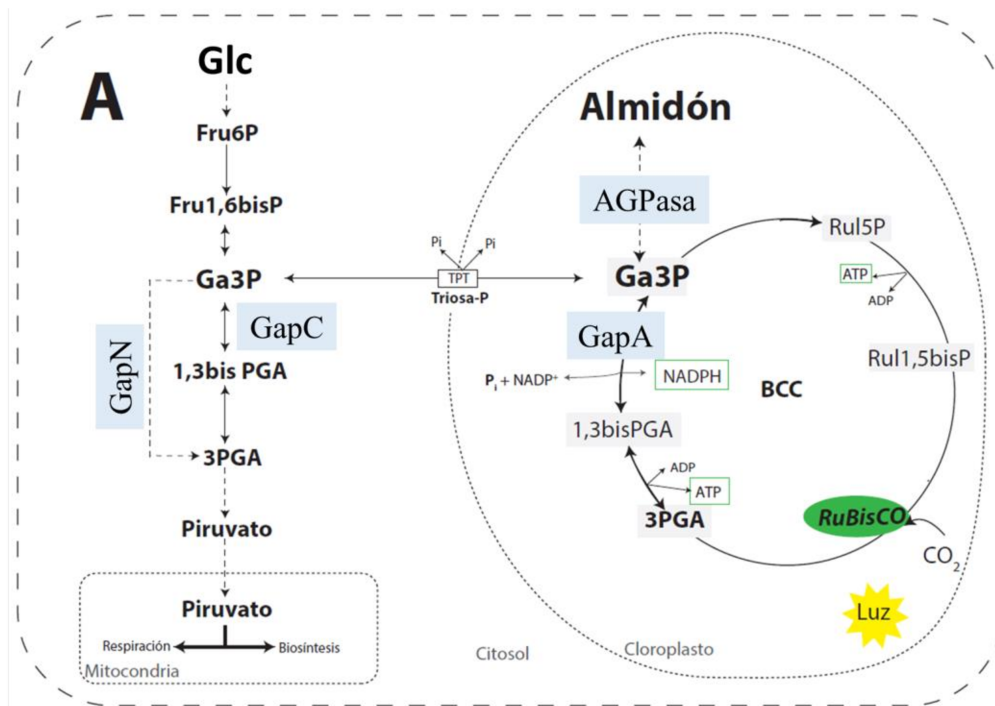 A
Glc
Fru6P
Fru1,6bisP
Ga3P
GapN
GapC
1,3bis PGA
3PGA
Piruvato
Piruvato
Respiración
Biosíntesis
Mitocondria
Citosol
Pi
Pi
TPT
Triosa-P
Almidón
AGPasa
Ga3P
Rul5P
ATP
ADP
Rul1,5bisP
GapA
Pi + NADP+
NADPH
BCC
1,3bisPGA
ADP
ATP
3PGA
RuBisCO
CO2
Luz
Cloroplasto